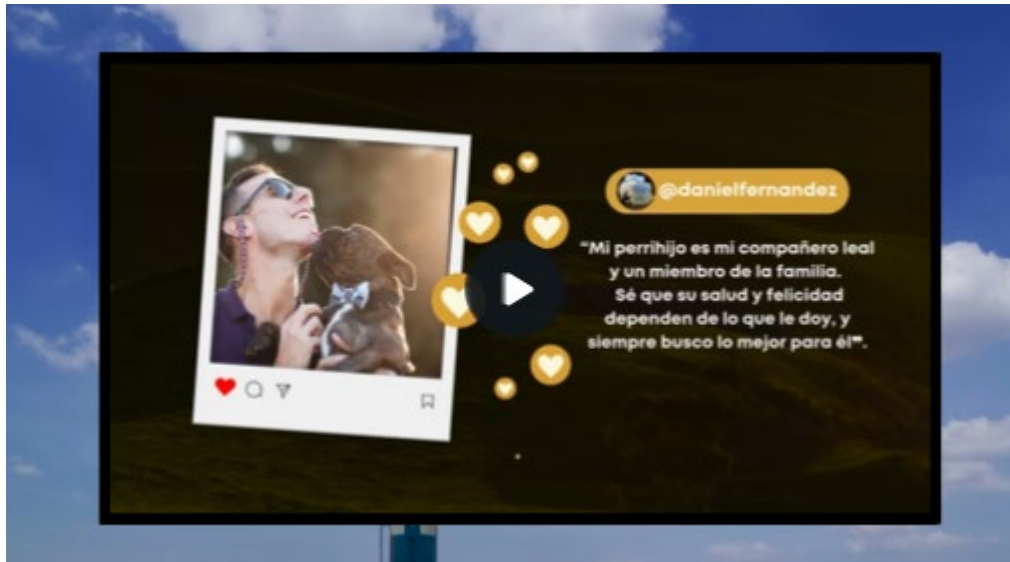 @danielfernandez
"Mi perrihijo es mi compañero leal
y un miembro de la familia.
Sé que su salud y felicidad
dependen de lo que le doy, y
siempre busco lo mejor para él".